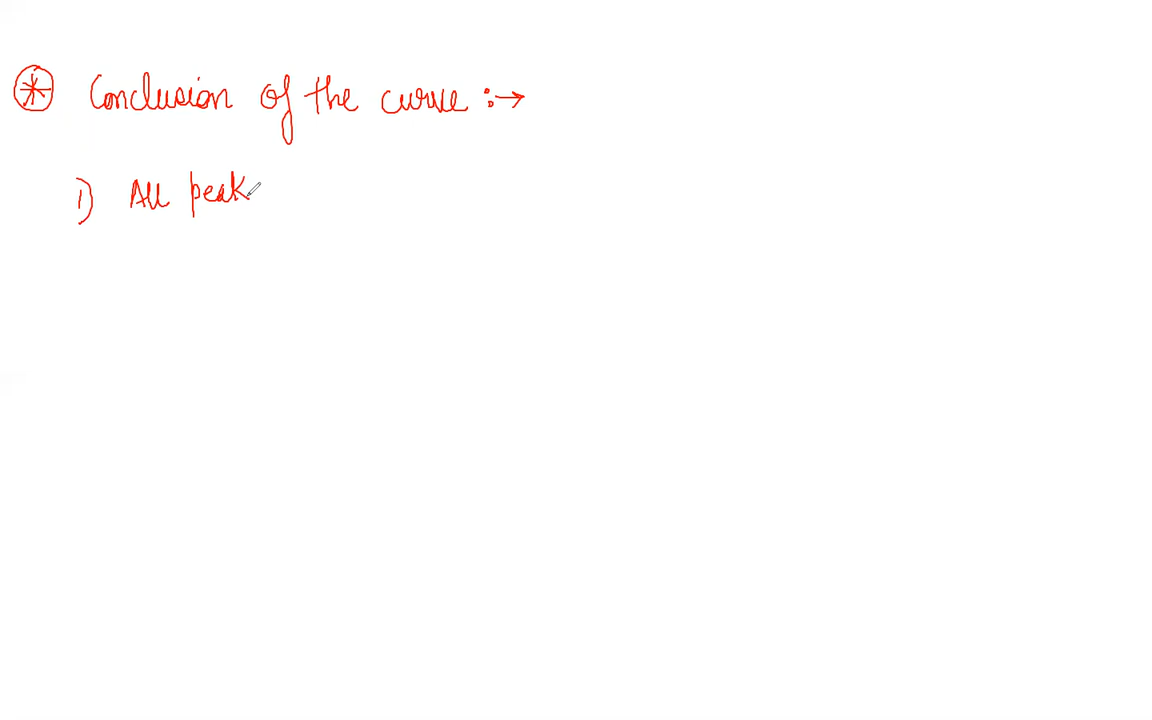 * Conclusion of the curve :→
1) All peak